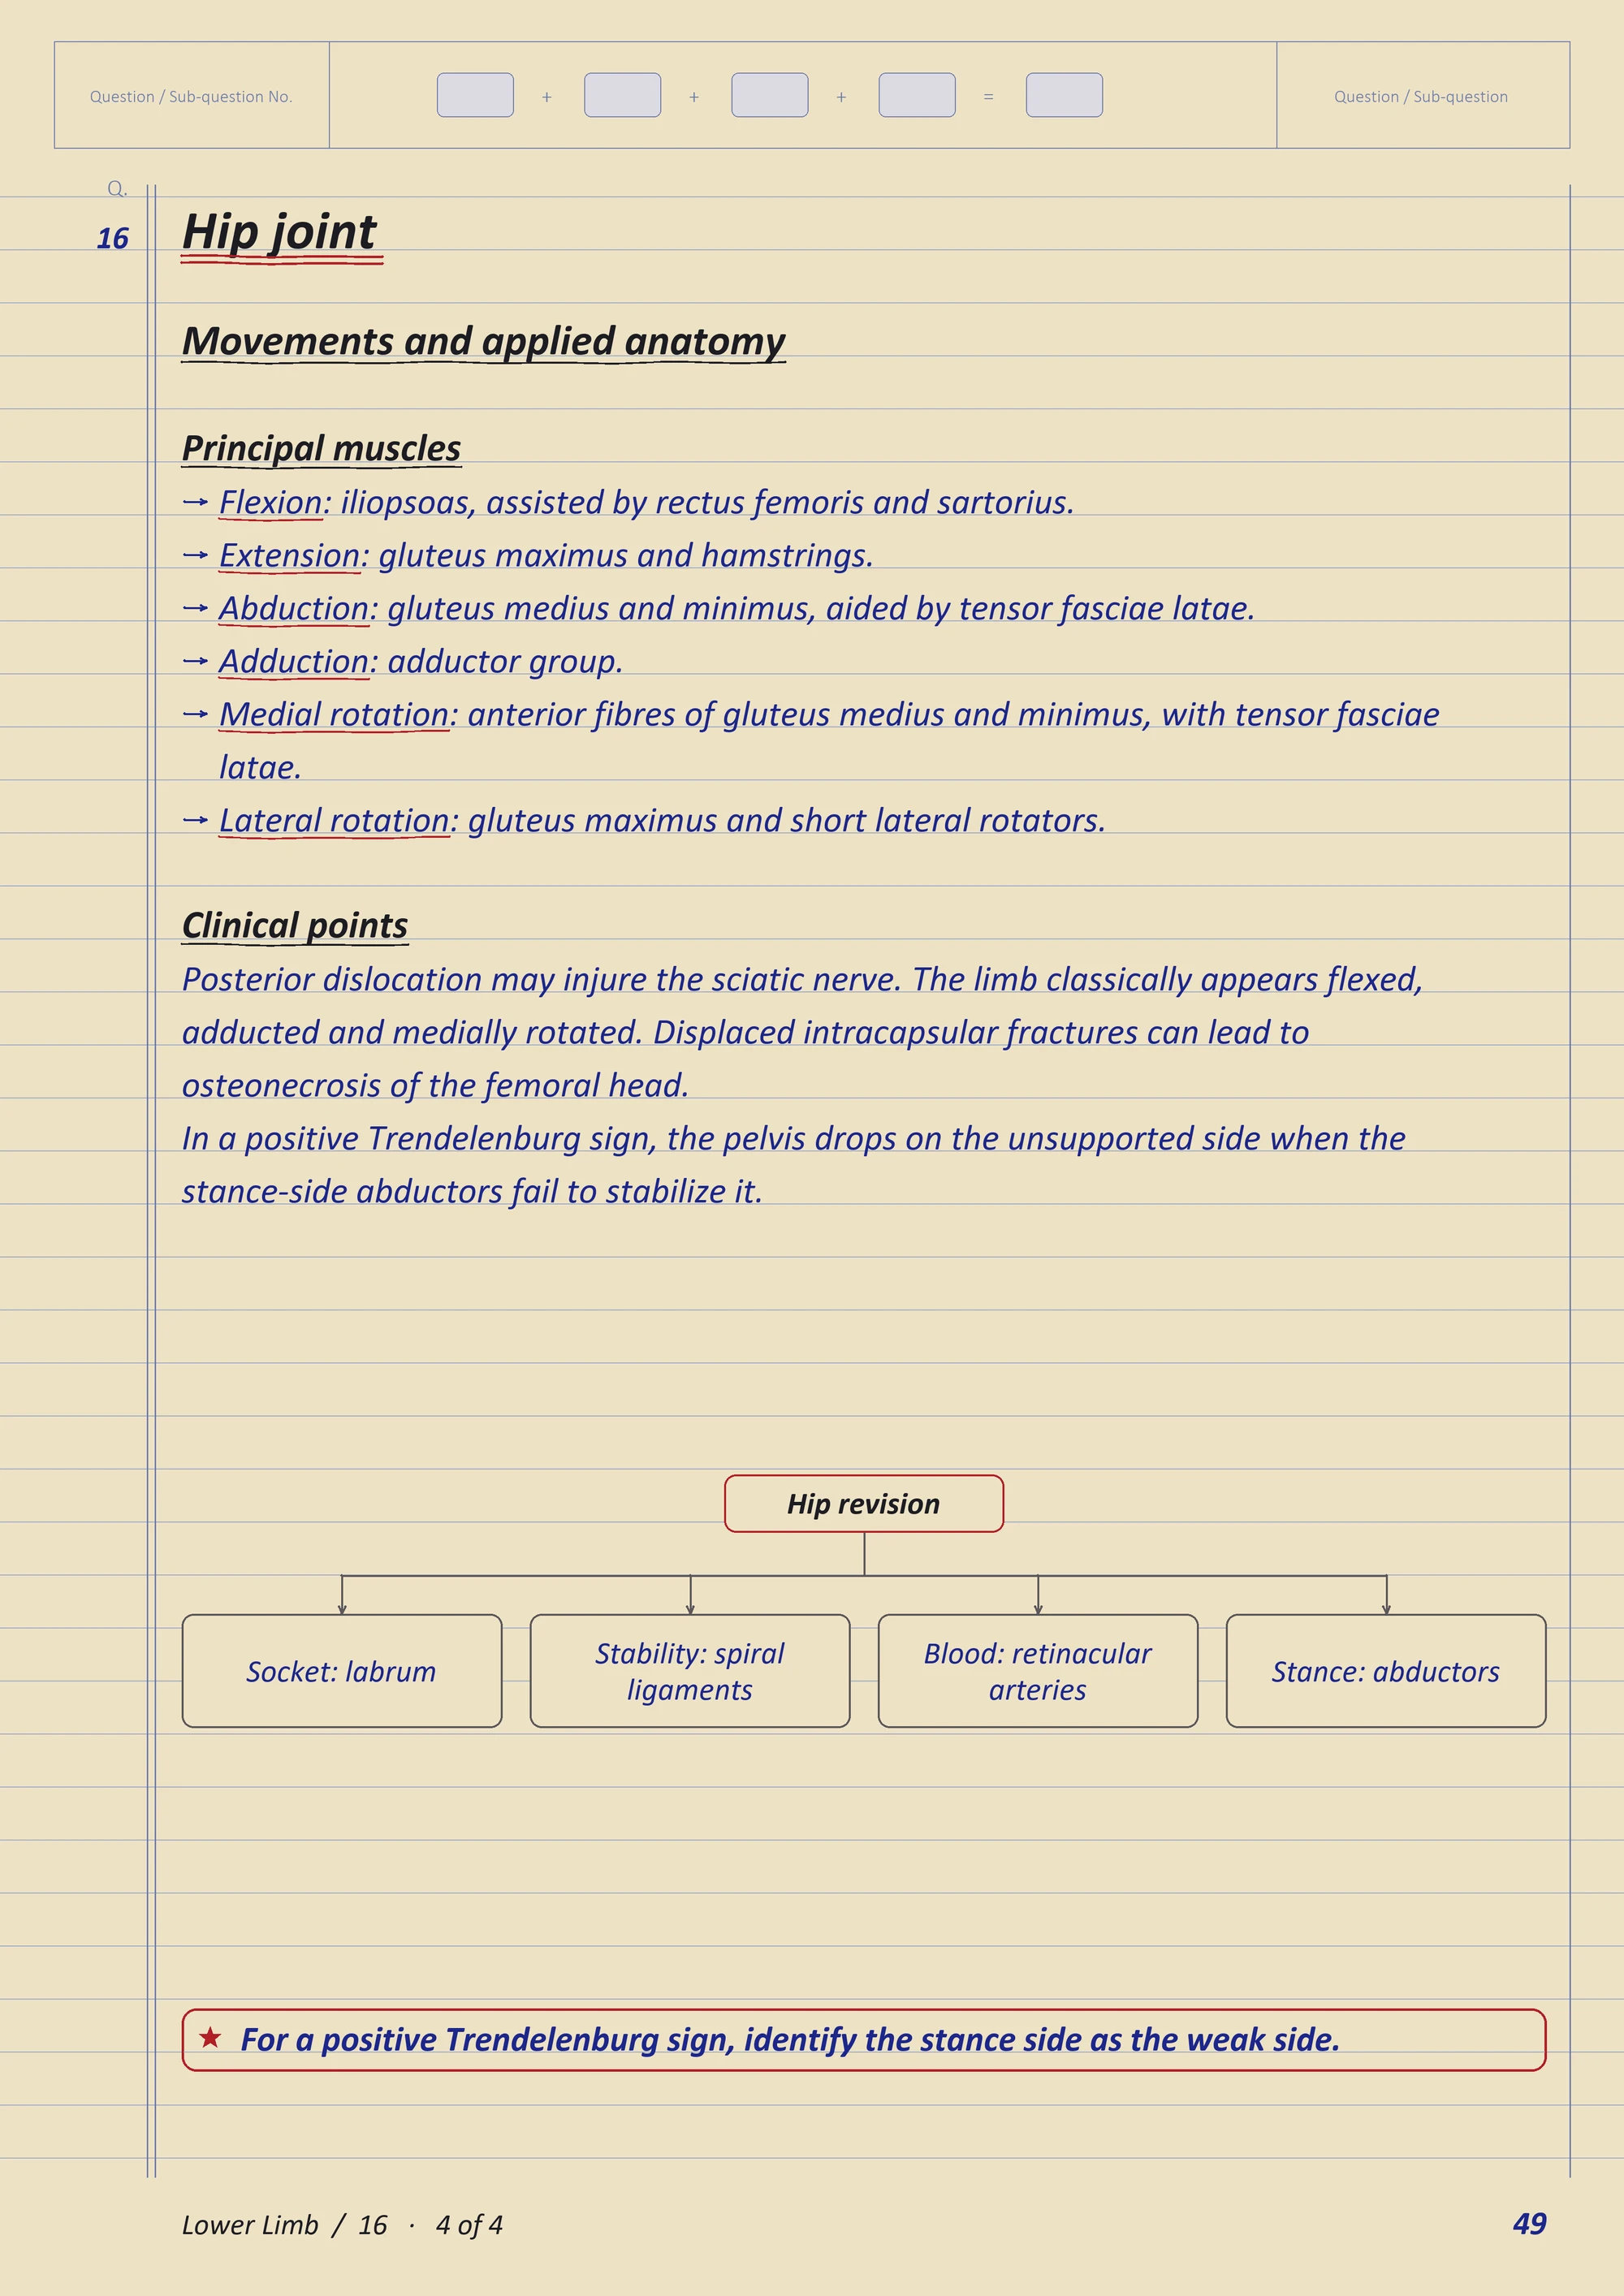 Question / Sub-question No.
+ + + =
Question / Sub-question
Q.
16
Hip joint
Movements and applied anatomy
Principal muscles
→ Flexion: iliopsoas, assisted by rectus femoris and sartorius.
→ Extension: gluteus maximus and hamstrings.
→ Abduction: gluteus medius and minimus, aided by tensor fasciae latae.
→ Adduction: adductor group.
→ Medial rotation: anterior fibres of gluteus medius and minimus, with tensor fasciae
latae.
→ Lateral rotation: gluteus maximus and short lateral rotators.
Clinical points
Posterior dislocation may injure the sciatic nerve. The limb classically appears flexed,
adducted and medially rotated. Displaced intracapsular fractures can lead to
osteonecrosis of the femoral head.
In a positive Trendelenburg sign, the pelvis drops on the unsupported side when the
stance-side abductors fail to stabilize it.
Hip revision
Socket: labrum
Stability: spiral
ligaments
Blood: retinacular
arteries
Stance: abductors
★ For a positive Trendelenburg sign, identify the stance side as the weak side.
Lower Limb / 16 · 4 of 4
49